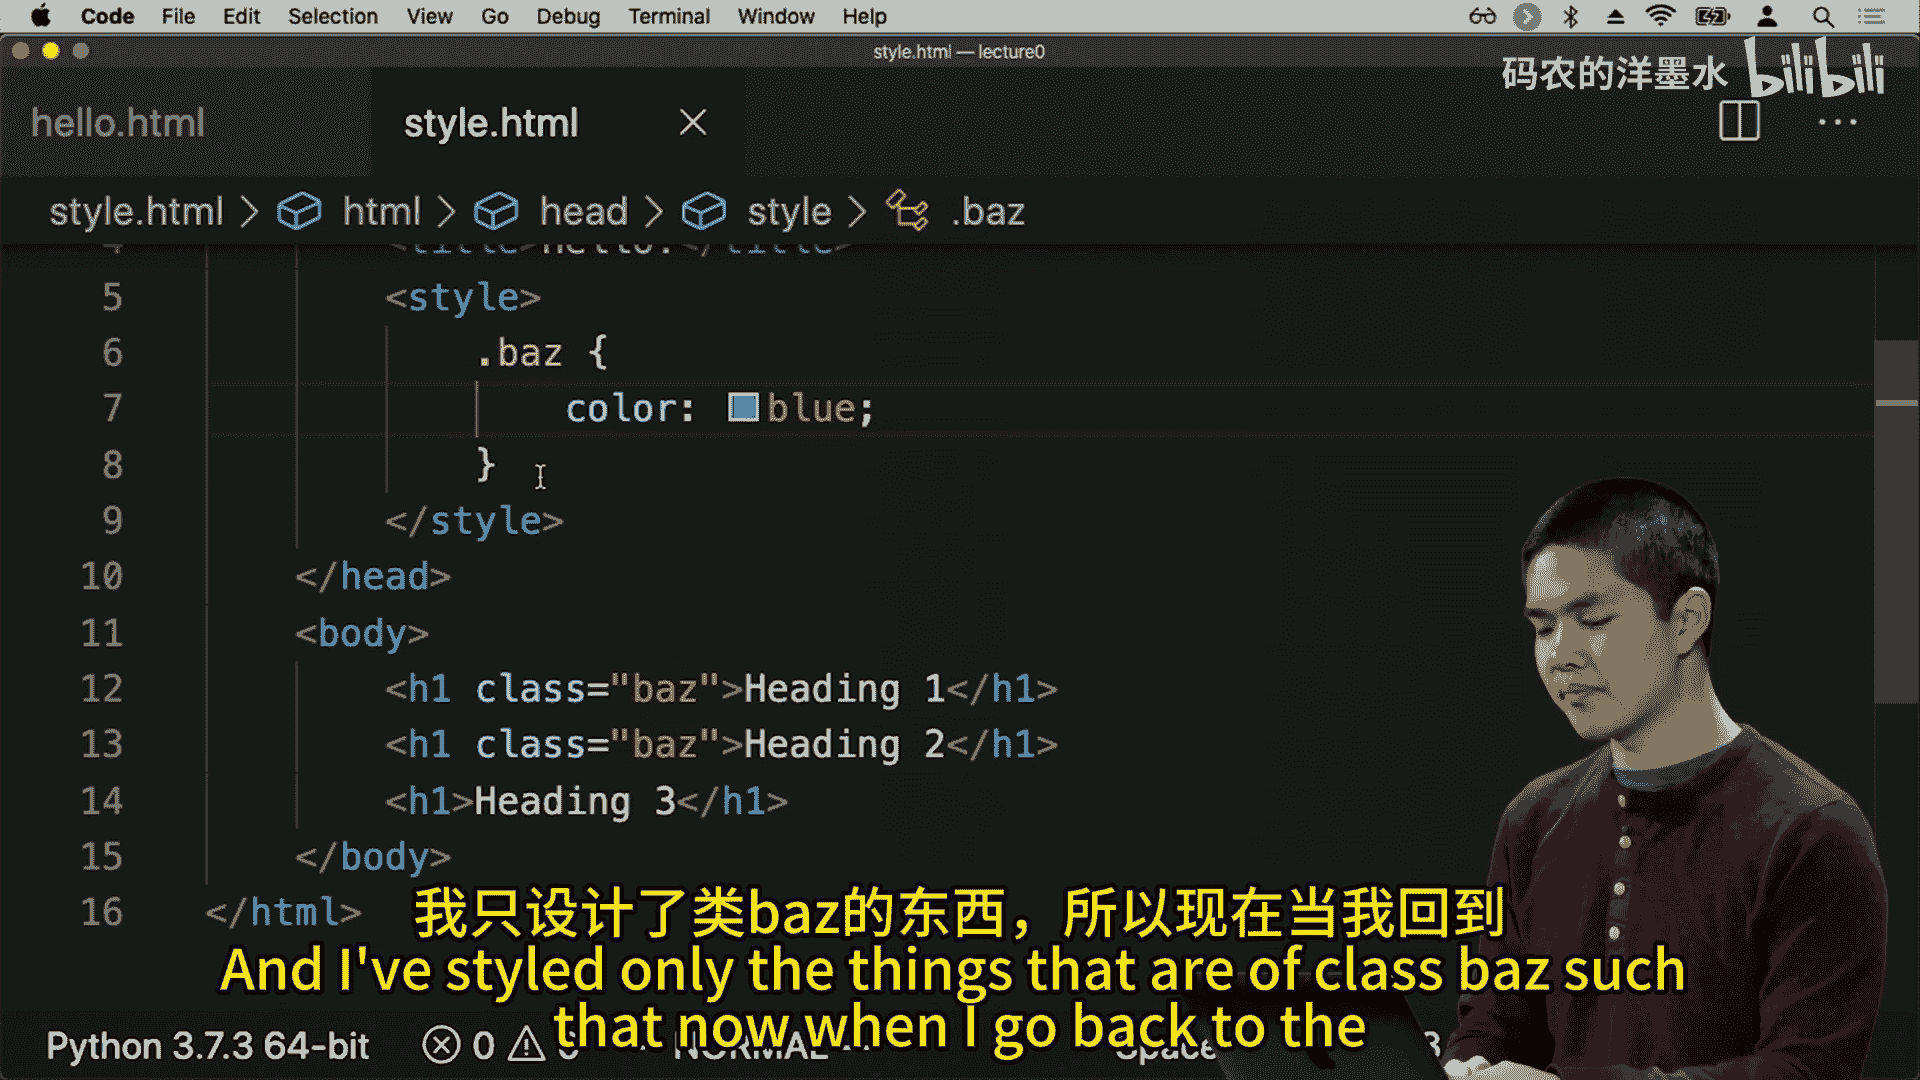 Code File Edit Selection View Go Debug Terminal Window Help
style.html — lecture0
码农的洋墨水 bilibili
hello.html style.html
style.html > html > head > style > .baz
4 <title>Hello!</title>
5 <style>
6 .baz {
7 color: blue;
8 }
9 </style>
10 </head>
11 <body>
12 <h1 class="baz">Heading 1</h1>
13 <h1 class="baz">Heading 2</h1>
14 <h1>Heading 3</h1>
15 </body>
16 </html>
我只设计了类baz的东西，所以现在当我回到
And I've styled only the things that are of class baz such
that now when I go back to the
Python 3.7.3 64-bit 0 NORMAL